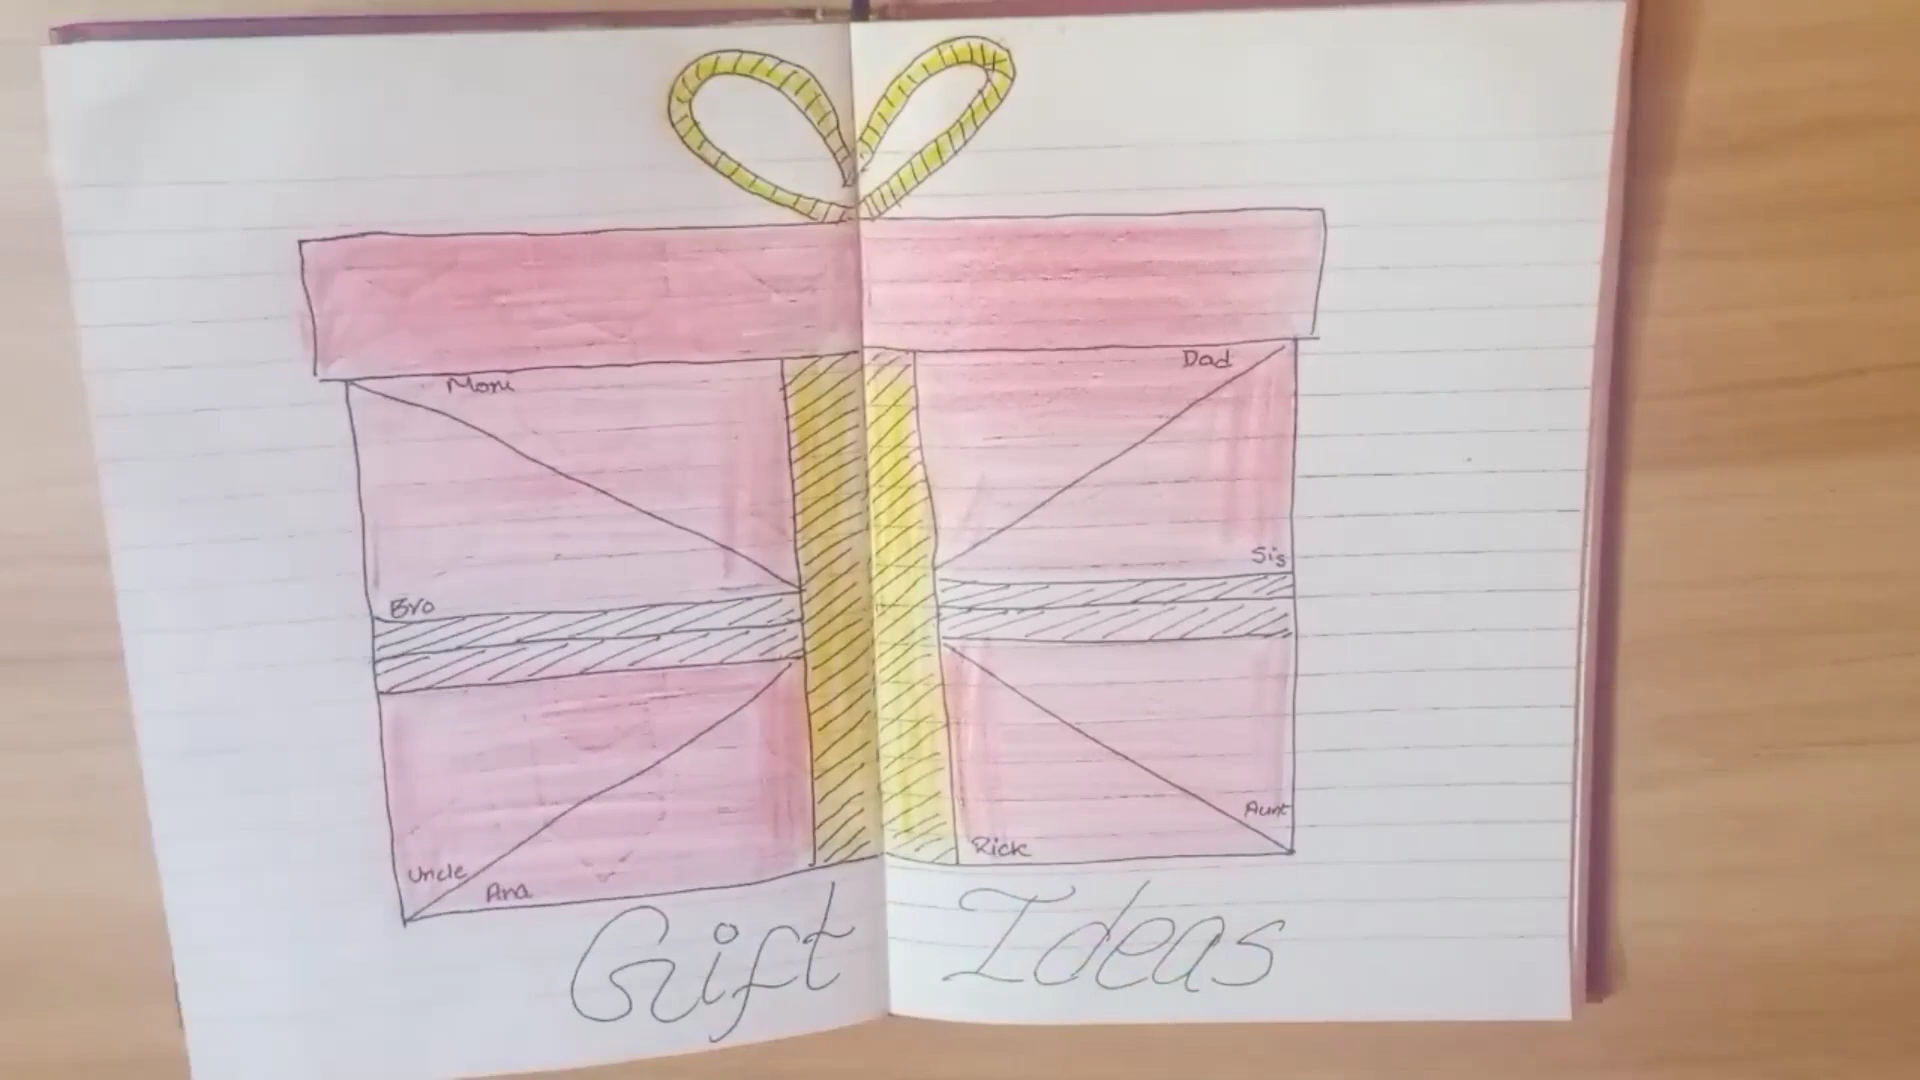 Mom
Dad
Bro
Sis
Uncle
Ana
Rick
Aunt
Gift Ideas